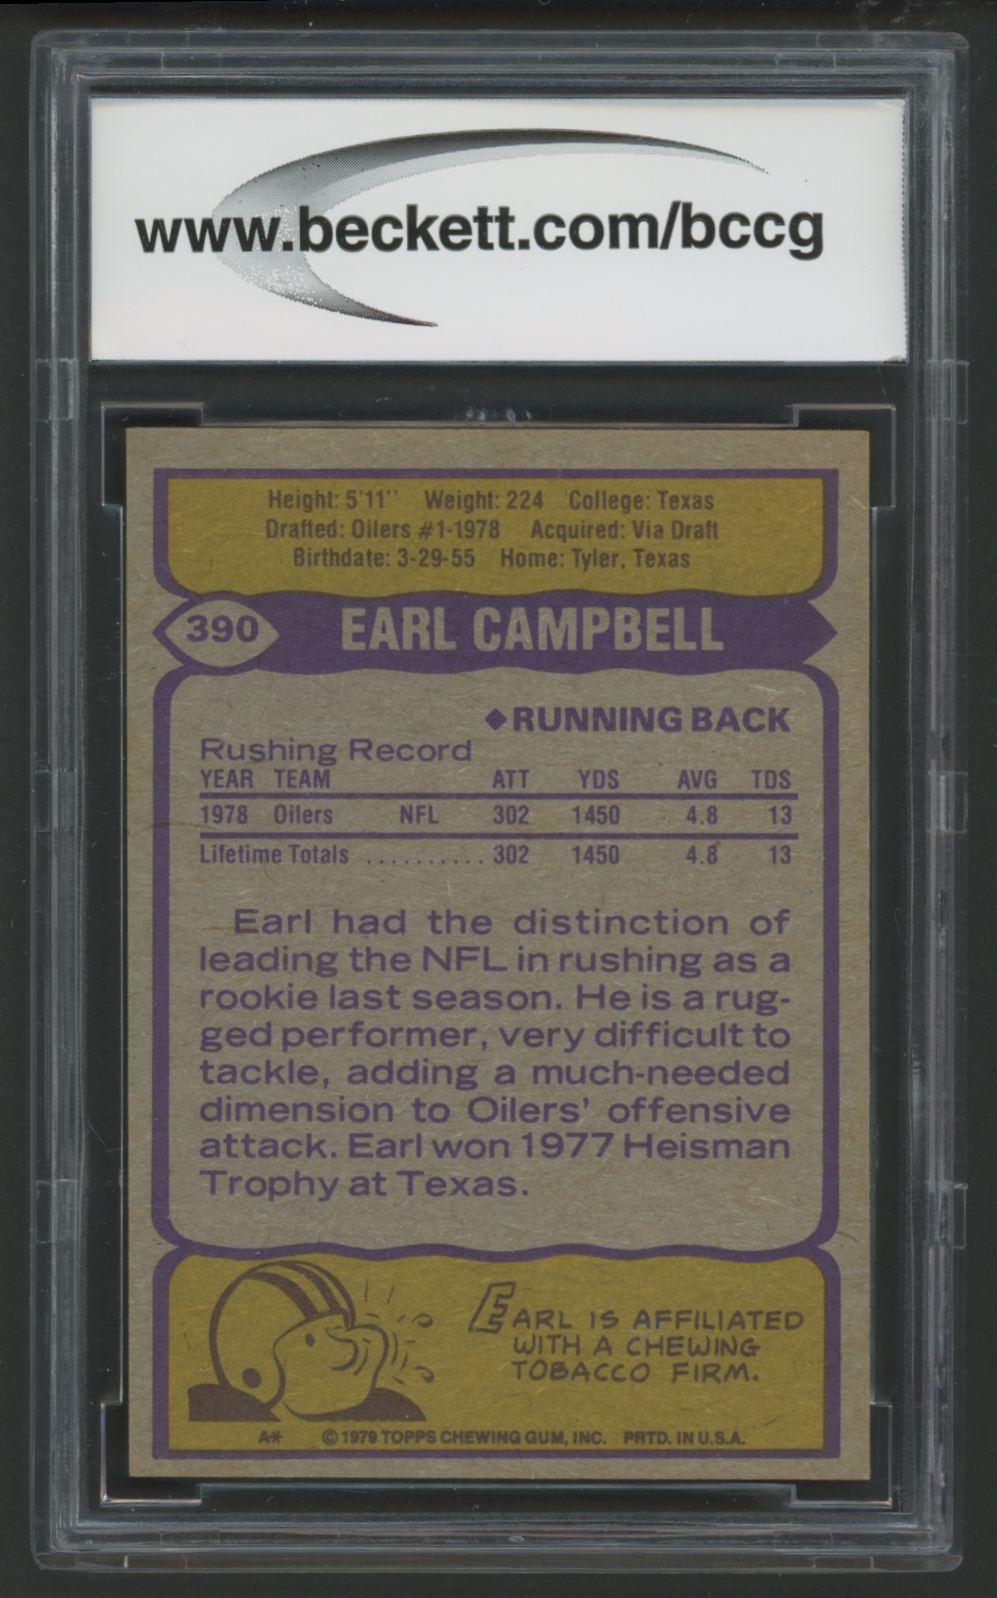 www.beckett.com/bccg
Height: 5'11" Weight: 224 College: Texas
Drafted: Oilers #1-1978 Acquired: Via Draft
Birthdate: 3-29-55 Home: Tyler, Texas
390 EARL CAMPBELL
◆RUNNING BACK
Rushing Record
YEAR TEAM ATT YDS AVG TDS
1978 Oilers NFL 302 1450 4.8 13
Lifetime Totals .......... 302 1450 4.8 13
Earl had the distinction of
leading the NFL in rushing as a
rookie last season. He is a rug-
ged performer, very difficult to
tackle, adding a much-needed
dimension to Oilers' offensive
attack. Earl won 1977 Heisman
Trophy at Texas.
EARL IS AFFILIATED
WITH A CHEWING
TOBACCO FIRM.
A* © 1979 TOPPS CHEWING GUM, INC. PRTD. IN U.S.A.